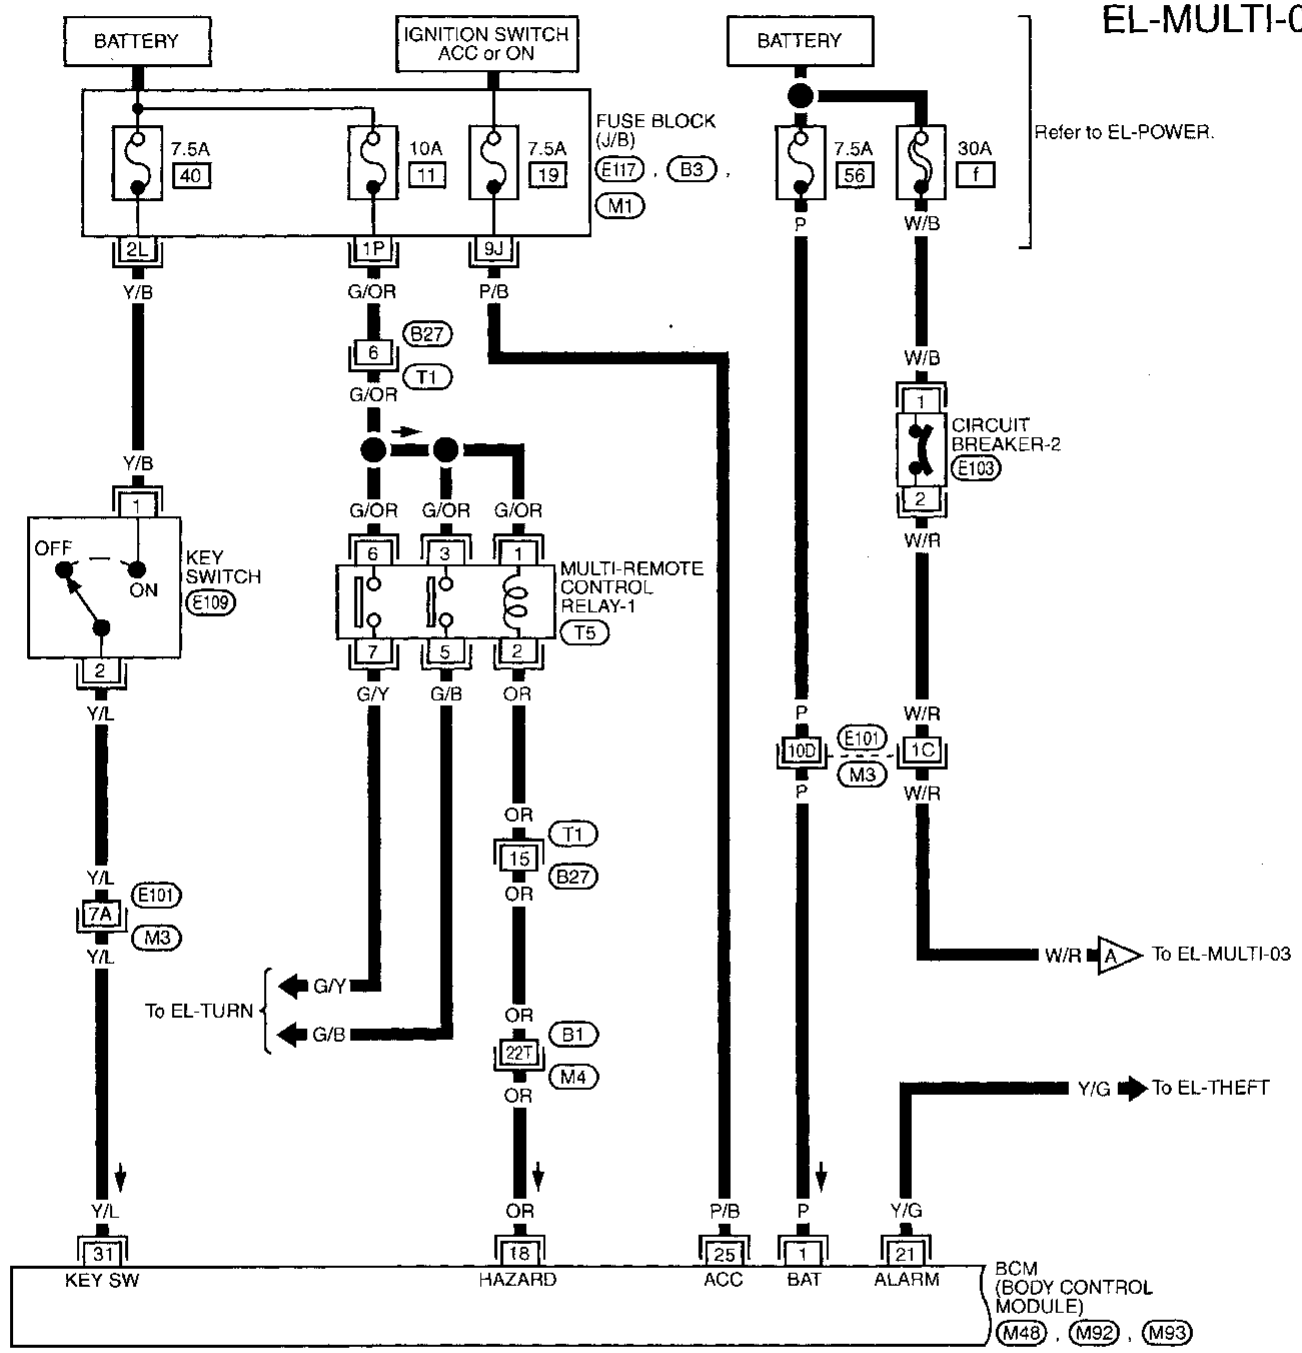 EL-MULTI-0
BATTERY
IGNITION SWITCH
ACC or ON
BATTERY
7.5A
40
10A
11
7.5A
19
FUSE BLOCK
(J/B)
E117 , B3 ,
M1
7.5A
56
30A
f
Refer to EL-POWER.
2L
1P
9J
P
W/B
Y/B
G/OR
P/B
6
B27
T1
G/OR
W/B
1
CIRCUIT
BREAKER-2
E103
2
W/R
Y/B
1
OFF
ON
KEY
SWITCH
E109
2
Y/L
G/OR
G/OR
G/OR
6
3
1
MULTI-REMOTE
CONTROL
RELAY-1
T5
7
5
2
G/Y
G/B
OR
P
W/R
10D
E101
M3
1C
P
W/R
OR
T1
15
B27
OR
Y/L
E101
7A
M3
Y/L
W/R
A
To EL-MULTI-03
To EL-TURN
G/Y
G/B
OR
B1
22T
M4
OR
Y/G
To EL-THEFT
Y/L
OR
P/B
P
Y/G
31
18
25
1
21
KEY SW
HAZARD
ACC
BAT
ALARM
BCM
(BODY CONTROL
MODULE)
M48 , M92 , M93